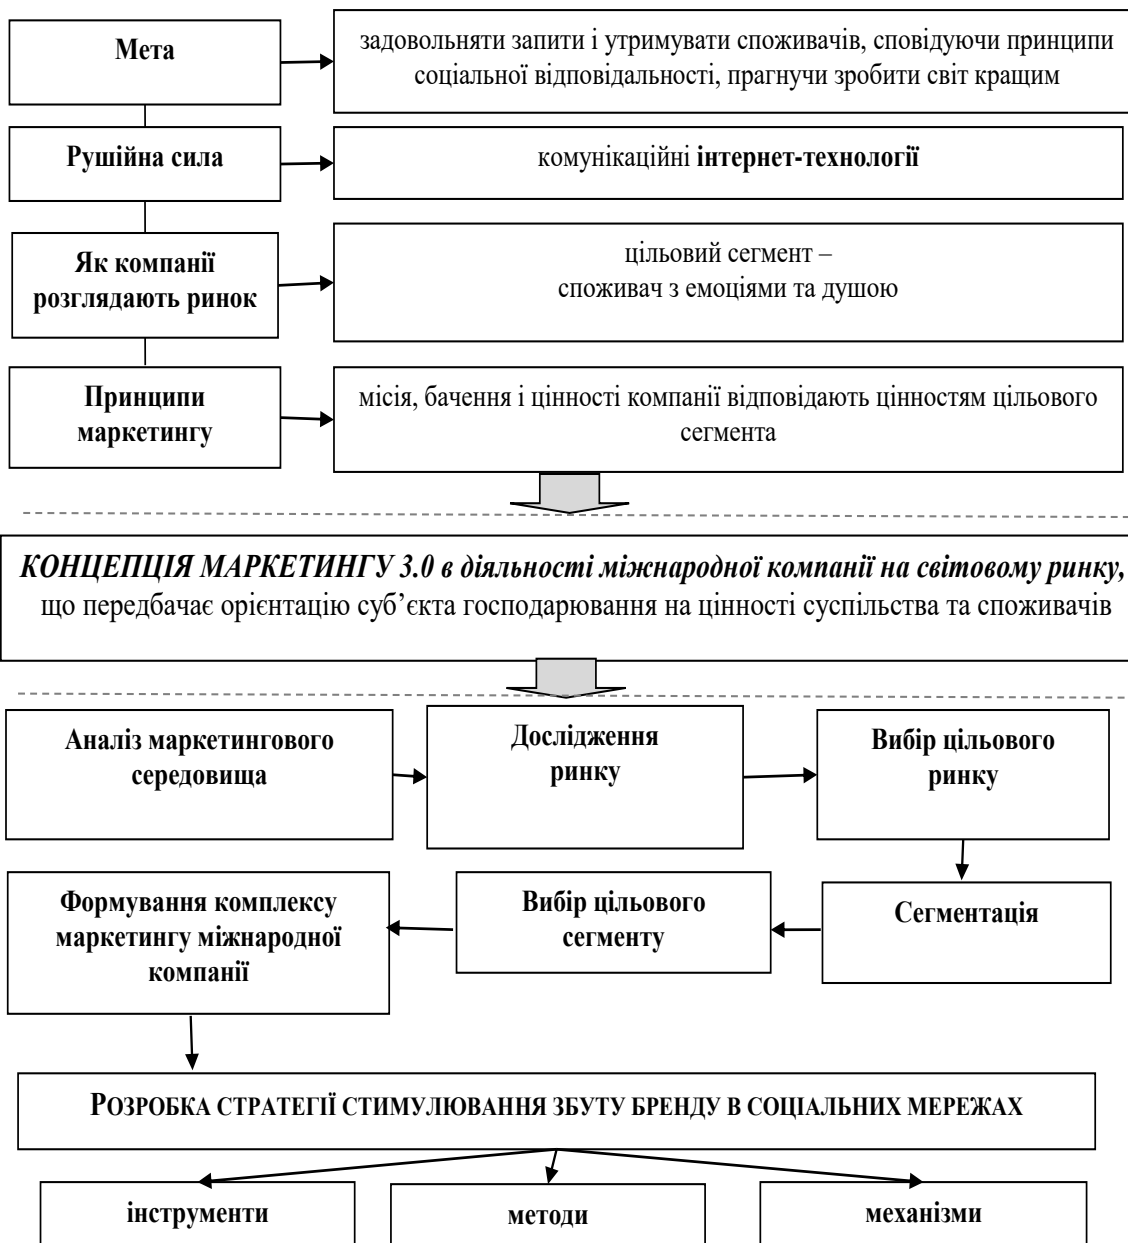 Мета
задовольняти запити і утримувати споживачів, сповідуючи принципи
соціальної відповідальності, прагнучи зробити світ кращим
Рушійна сила
комунікаційні інтернет-технології
Як компанії
розглядають ринок
цільовий сегмент –
споживач з емоціями та душою
Принципи
маркетингу
місія, бачення і цінності компанії відповідають цінностям цільового
сегмента
КОНЦЕПЦІЯ МАРКЕТИНГУ 3.0 в діяльності міжнародної компанії на світовому ринку,
що передбачає орієнтацію суб’єкта господарювання на цінності суспільства та споживачів
Аналіз маркетингового
середовища
Дослідження
ринку
Вибір цільового
ринку
Формування комплексу
маркетингу міжнародної
компанії
Вибір цільового
сегменту
Сегментація
РОЗРОБКА СТРАТЕГІЇ СТИМУЛЮВАННЯ ЗБУТУ БРЕНДУ В СОЦІАЛЬНИХ МЕРЕЖАХ
інструменти
методи
механізми